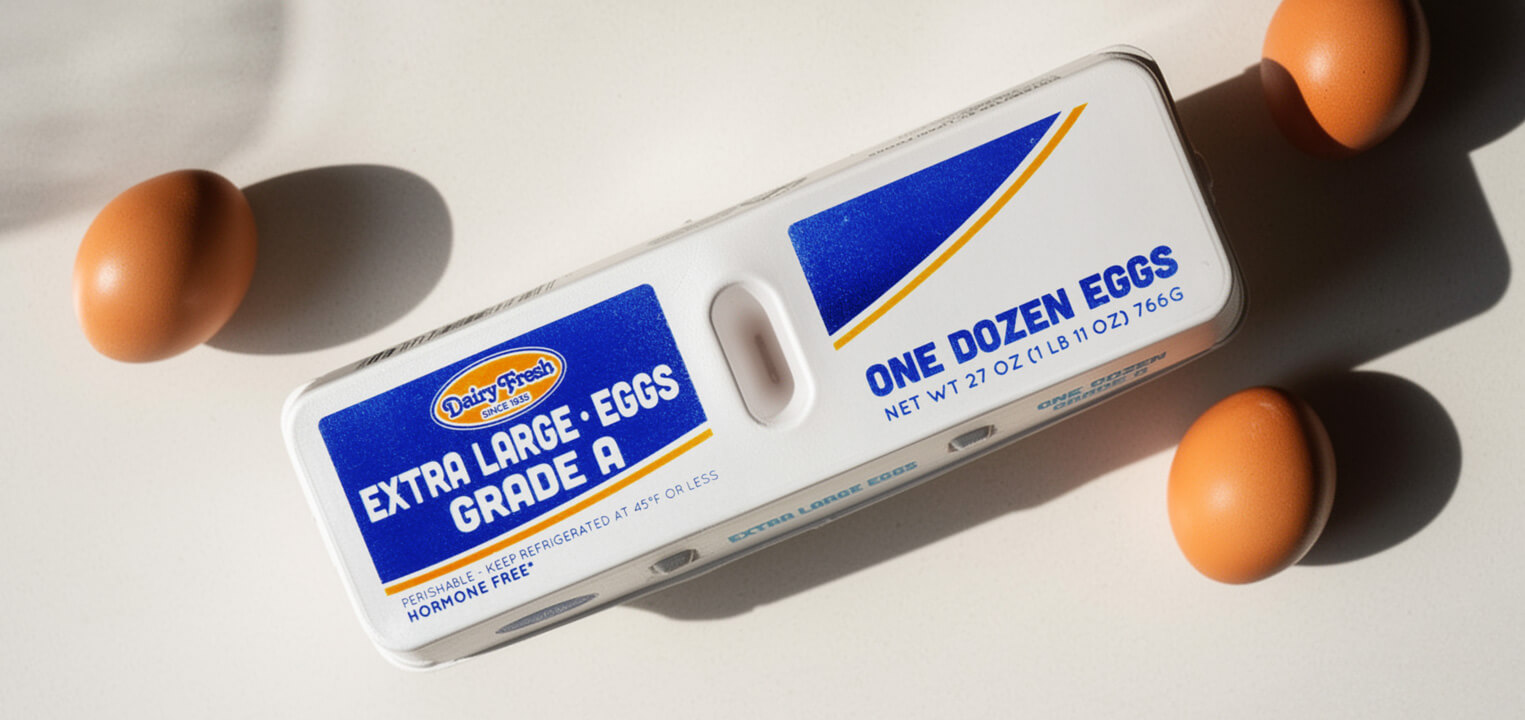 Dairy Fresh
SINCE 1935
EXTRA LARGE · EGGS
GRADE A
PERISHABLE - KEEP REFRIGERATED AT 45°F OR LESS
HORMONE FREE*
ONE DOZEN EGGS
NET WT 27 OZ (1 LB 11 OZ) 766G
EXTRA LARGE EGGS
ONE DOZEN
GRADE A